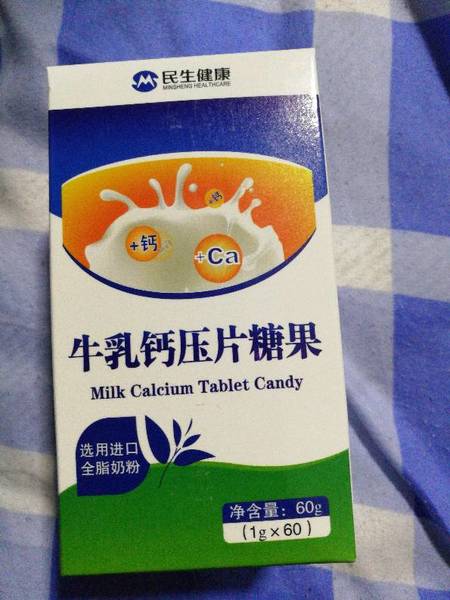 民生健康
MINSHENG HEALTHCARE
+钙
+钙
+Ca
牛乳钙压片糖果
Milk Calcium Tablet Candy
选用进口
全脂奶粉
净含量：60g
(1g×60)